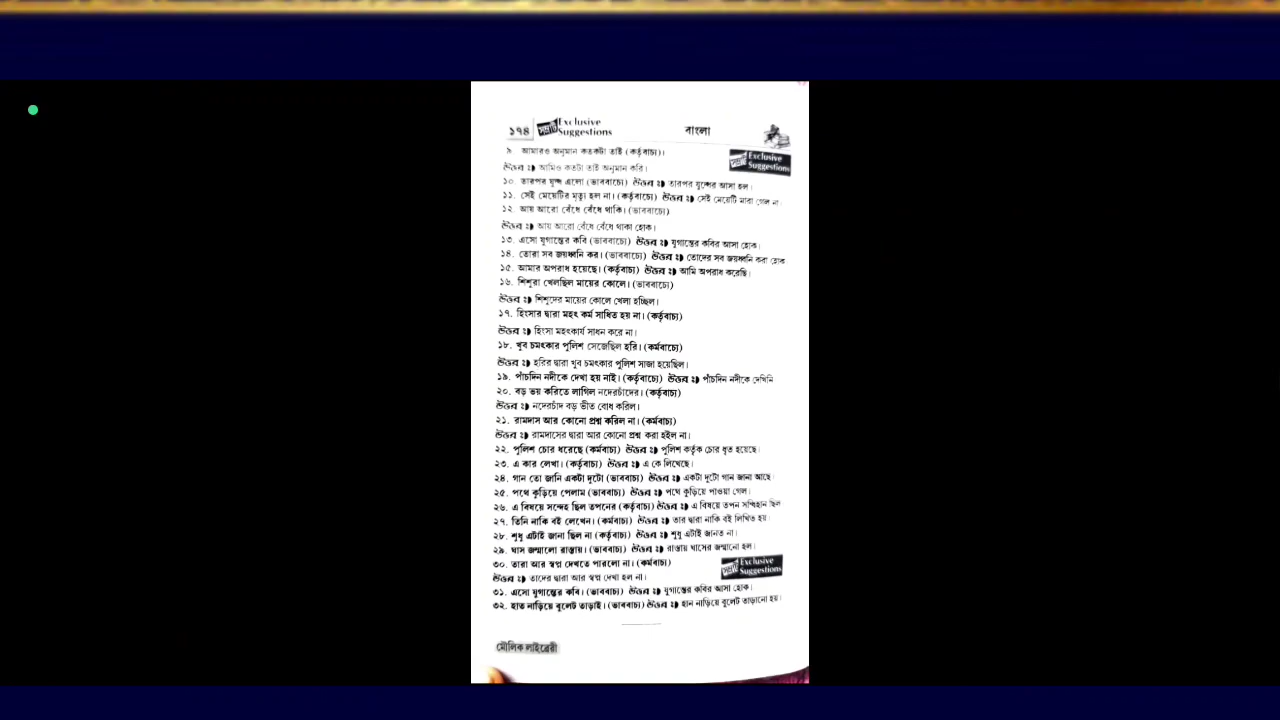 ১৭৪ সম্রাট Exclusive Suggestions বাংলা
৯. আমারও অনুমান কতকটা তাই (কর্তৃবাচ্য)।
সম্রাট Exclusive Suggestions
উত্তর ঃ আমিও কতটা তাই অনুমান করি।
১০. তারপর যুদ্ধ এলো (ভাববাচ্যে) উত্তর ঃ তারপর যুদ্ধের আসা হল।
১১. সেই মেয়েটির মৃত্যু হল না। (কর্তৃবাচ্যে) উত্তর ঃ সেই মেয়েটি মারা গেল না।
১২. আয় আরো বেঁধে বেঁধে থাকি। (ভাববাচ্যে)
উত্তর ঃ আয় আরো বেঁধে বেঁধে থাকা হোক।
১৩. এসো যুগান্তের কবি (ভাববাচ্যে) উত্তর ঃ যুগান্তের কবির আসা হোক।
১৪. তোরা সব জয়ধ্বনি কর। (ভাববাচ্যে) উত্তর ঃ তোদের সব জয়ধ্বনি করা হোক
১৫. আমার অপরাধ হয়েছে। (কর্তৃবাচ্য) উত্তর ঃ আমি অপরাধ করেছি।
১৬. শিশুরা খেলছিল মায়ের কোলে। (ভাববাচ্যে)
উত্তর ঃ শিশুদের মায়ের কোলে খেলা হচ্ছিল।
১৭. হিংসার দ্বারা মহৎ কর্ম সাধিত হয় না। (কর্তৃবাচ্য)
উত্তর ঃ হিংসা মহৎকার্য সাধন করে না।
১৮. খুব চমৎকার পুলিশ সেজেছিল হরি। (কর্মবাচ্যে)
উত্তর ঃ হরির দ্বারা খুব চমৎকার পুলিশ সাজা হয়েছিল।
১৯. পাঁচদিন নদীকে দেখা হয় নাই। (কর্তৃবাচ্যে) উত্তর ঃ পাঁচদিন নদীকে দেখিনি
২০. বড় ভয় করিতে লাগিল নদেরচাঁদের। (কর্তৃবাচ্য)
উত্তর ঃ নদেরচাঁদ বড় ভীত বোধ করিল।
২১. রামদাস আর কোনো প্রশ্ন করিল না। (কর্মবাচ্য)
উত্তর ঃ রামদাসের দ্বারা আর কোনো প্রশ্ন করা হইল না।
২২. পুলিশ চোর ধরেছে (কর্মবাচ্যে) উত্তর ঃ পুলিশ কর্তৃক চোর ধৃত হয়েছে।
২৩. এ কার লেখা। (কর্তৃবাচ্যে) উত্তর ঃ এ কে লিখেছে।
২৪. গান তো জানি একটা দুটো (ভাববাচ্যে) উত্তর ঃ একটা দুটো গান জানা আছে।
২৫. পথে কুড়িয়ে পেলাম (ভাববাচ্যে) উত্তর ঃ পথে কুড়িয়ে পাওয়া গেল।
২৬. এ বিষয়ে সন্দেহ ছিল তপনের (কর্তৃবাচ্য) উত্তর ঃ এ বিষয়ে তপন সন্দিহান ছিল
২৭. তিনি নাকি বই লেখেন। (কর্মবাচ্য) উত্তর ঃ তার দ্বারা নাকি বই লিখিত হয়।
২৮. শুধু এটাই জানা ছিল না (কর্তৃবাচ্য) উত্তর ঃ শুধু এটাই জানত না।
২৯. ঘাস জন্মালো রাস্তায়। (ভাববাচ্যে) উত্তর ঃ রাস্তায় ঘাসের জন্মানো হল।
৩০. তারা আর স্বপ্ন দেখতে পারলো না। (কর্মবাচ্য)
সম্রাট Exclusive Suggestions
উত্তর ঃ তাদের দ্বারা আর স্বপ্ন দেখা হল না।
৩১. এসো যুগান্তের কবি। (ভাববাচ্য) উত্তর ঃ যুগান্তের কবির আসা হোক।
৩২. হাত নাড়িয়ে বুলেট তাড়াই। (ভাববাচ্য) উত্তর ঃ হান নাড়িয়ে বুলেট তাড়ানো হয়।
মৌলিক লাইব্রেরী